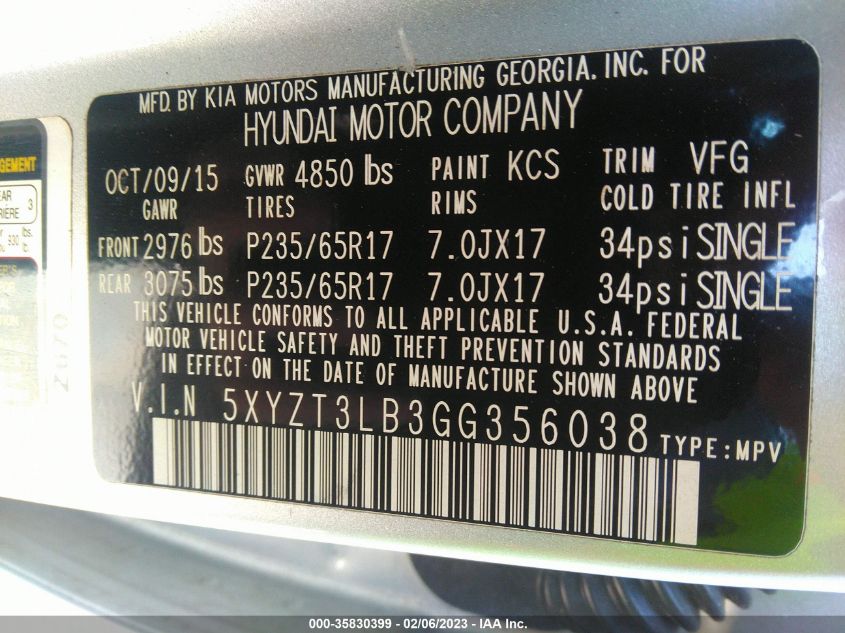 MFD. BY KIA MOTORS MANUFACTURING GEORGIA. INC. FOR
HYUNDAI MOTOR COMPANY
OCT/09/15 GVWR 4850 lbs PAINT KCS TRIM VFG
GAWR TIRES RIMS COLD TIRE INFL
FRONT 2976 lbs P235/65R17 7.0JX17 34psi SINGLE
REAR 3075 lbs P235/65R17 7.0JX17 34psi SINGLE
THIS VEHICLE CONFORMS TO ALL APPLICABLE U.S.A. FEDERAL
MOTOR VEHICLE SAFETY AND THEFT PREVENTION STANDARDS
IN EFFECT ON THE DATE OF MANUFACTURE SHOWN ABOVE
V.I.N 5XYZT3LB3GG356038 TYPE:MPV
3
930 lbs.
000-35830399 - 02/06/2023 - IAA Inc.